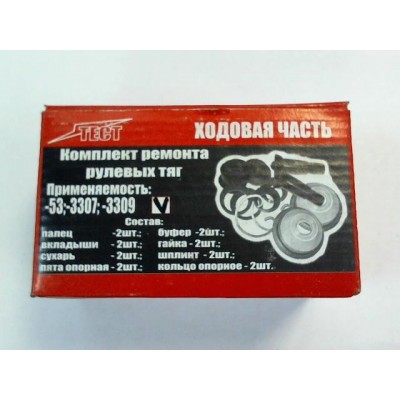 ТЕСТ
ХОДОВАЯ ЧАСТЬ
Комплект ремонта
рулевых тяг
Применяемость:
-53;-3307;-3309 V
Состав:
палец -2шт.; буфер -2шт.;
вкладыши -2шт.; гайка - 2шт.;
сухарь -2шт.; шплинт - 2шт.;
пята опорная - 2шт.; кольцо опорное - 2шт.